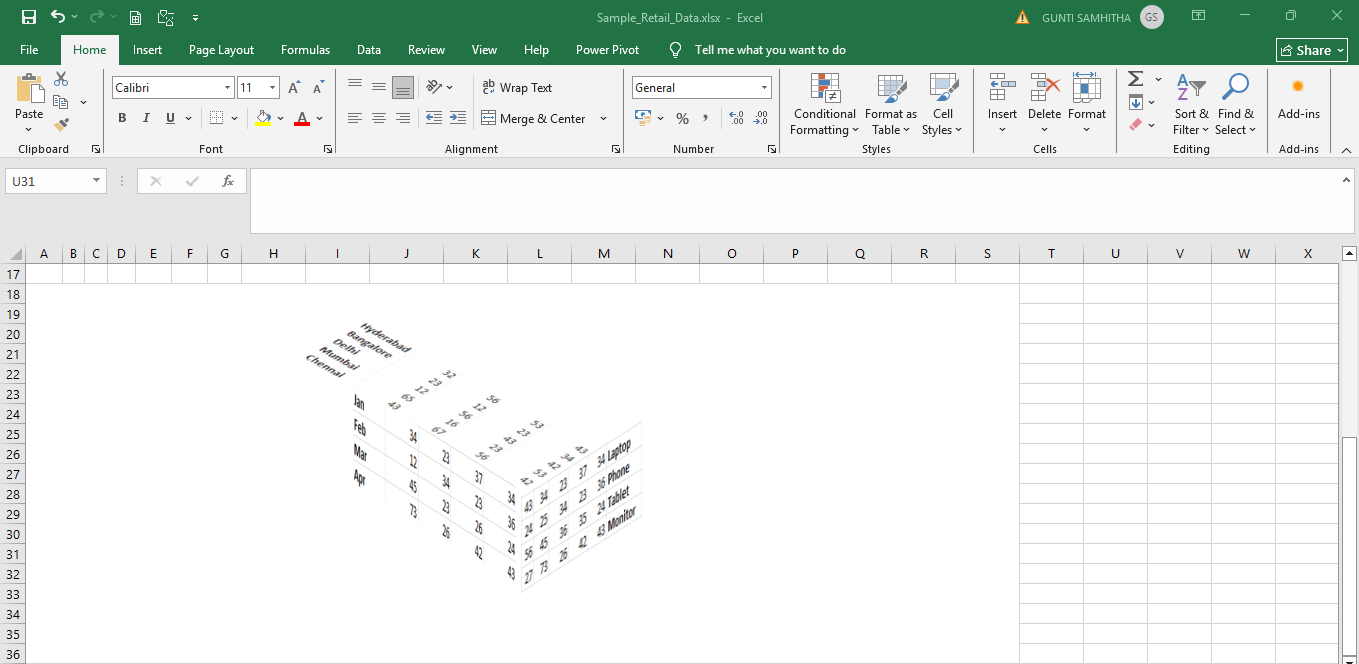 Sample_Retail_Data.xlsx - Excel
GUNTI SAMHITHA GS
File Home Insert Page Layout Formulas Data Review View Help Power Pivot Tell me what you want to do Share
Calibri 11 ab Wrap Text General Σ
Paste B I U A Merge & Center % Conditional Formatting Format as Table Cell Styles Insert Delete Format Sort & Filter Find & Select Add-ins
Clipboard Font Alignment Number Styles Cells Editing Add-ins
U31 fx
A B C D E F G H I J K L M N O P Q R S T U V W X
17
18
19
20
21
22
23
24
25
26
27
28
29
30
31
32
33
34
35
36
Hyderabad
Bangalore
Delhi
Mumbai
Chennai
32 56 53 43
23 12 23 34
12 56 43 42
65 16 23 53
43 67 56 42
Jan 34 23 37 34
Feb 12 34 23 36
Mar 45 23 26 24
Apr 73 26 42 43
43 34 23 37 34 Laptop
24 25 34 23 36 Phone
56 45 36 35 24 Tablet
27 73 26 42 43 Monitor